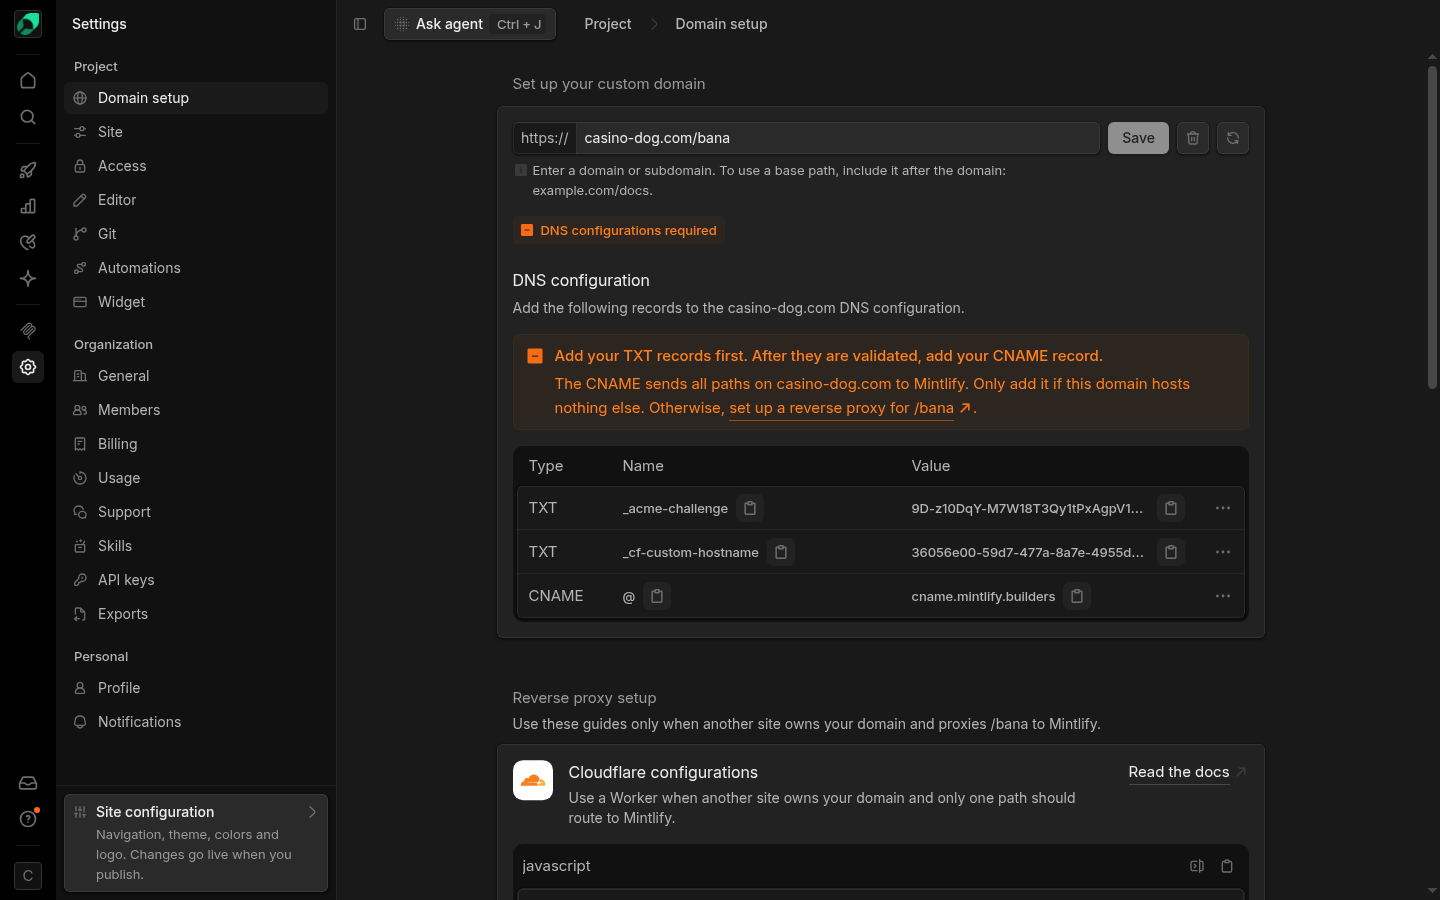 Settings
Ask agent Ctrl + J
Project
Domain setup
Project
Domain setup
Site
Access
Editor
Git
Automations
Widget
Organization
General
Members
Billing
Usage
Support
Skills
API keys
Exports
Personal
Profile
Notifications
Site configuration
Navigation, theme, colors and
logo. Changes go live when you
publish.
C
Set up your custom domain
https:// casino-dog.com/bana
Save
Enter a domain or subdomain. To use a base path, include it after the domain:
example.com/docs.
DNS configurations required
DNS configuration
Add the following records to the casino-dog.com DNS configuration.
Add your TXT records first. After they are validated, add your CNAME record.
The CNAME sends all paths on casino-dog.com to Mintlify. Only add it if this domain hosts
nothing else. Otherwise, set up a reverse proxy for /bana ↗.
Type Name Value
TXT _acme-challenge 9D-z10DqY-M7W18T3Qy1tPxAgpV1...
TXT _cf-custom-hostname 36056e00-59d7-477a-8a7e-4955d...
CNAME @ cname.mintlify.builders
Reverse proxy setup
Use these guides only when another site owns your domain and proxies /bana to Mintlify.
Cloudflare configurations
Read the docs
Use a Worker when another site owns your domain and only one path should
route to Mintlify.
javascript